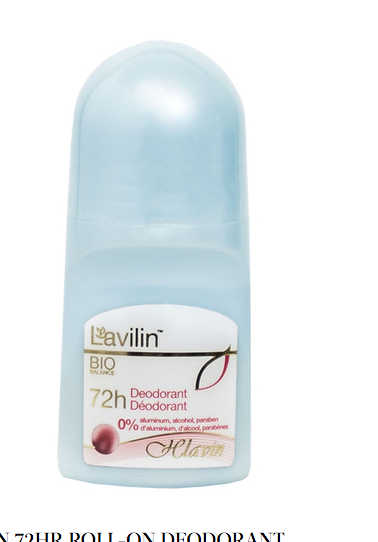 Lavilin™
BIO
BALANCE
72h Deodorant
Déodorant
0% aluminum, alcohol, paraben
d'aluminium, d'alcool, parabènes
Hlavin
N 72HR ROLL-ON DEODORANT